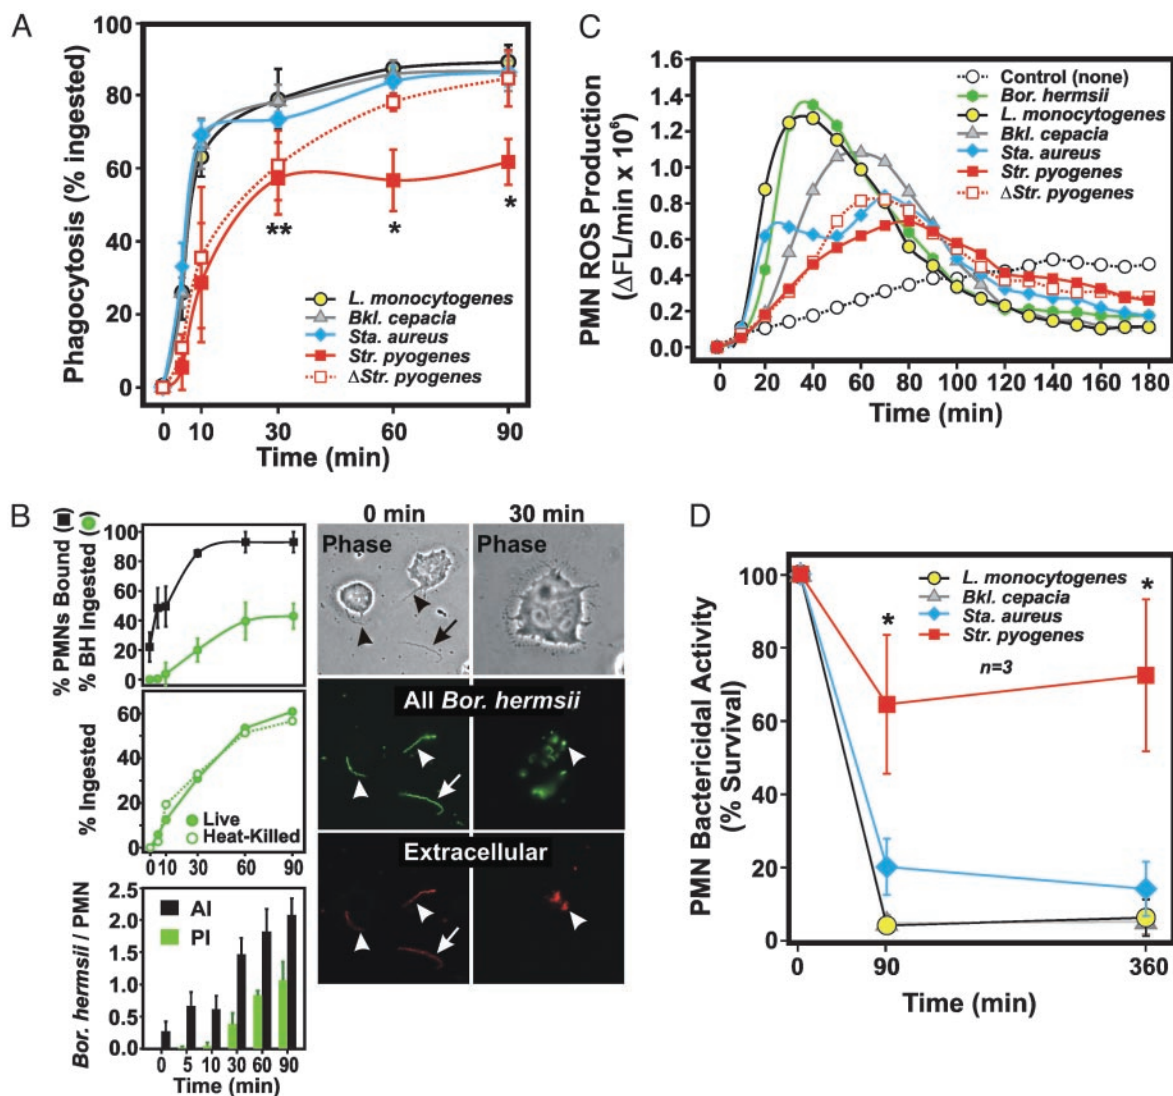 A
Phagocytosis (% ingested)
100
80
60
40
20
0
**
*
*
L. monocytogenes
Bkl. cepacia
Sta. aureus
Str. pyogenes
ΔStr. pyogenes
0 10 30 60 90
Time (min)
C
PMN ROS Production
(ΔFL/min x 10⁶)
1.6
1.4
1.2
1.0
0.8
0.6
0.4
0.2
0.0
Control (none)
Bor. hermsii
L. monocytogenes
Bkl. cepacia
Sta. aureus
Str. pyogenes
ΔStr. pyogenes
0 20 40 60 80 100 120 140 160 180
Time (min)
B
% PMNs Bound (■)
% BH Ingested (●)
100
80
60
40
20
0
% Ingested
60
40
20
0
Live
Heat-Killed
0 10 30 60 90
Bor. hermsii / PMN
2.5
2.0
1.5
1.0
0.5
0.0
AI
PI
0 5 10 30 60 90
Time (min)
0 min 30 min
Phase Phase
All Bor. hermsii
Extracellular
D
PMN Bactericidal Activity
(% Survival)
100
80
60
40
20
0
L. monocytogenes
Bkl. cepacia
Sta. aureus
Str. pyogenes
*
*
n=3
0 90 360
Time (min)